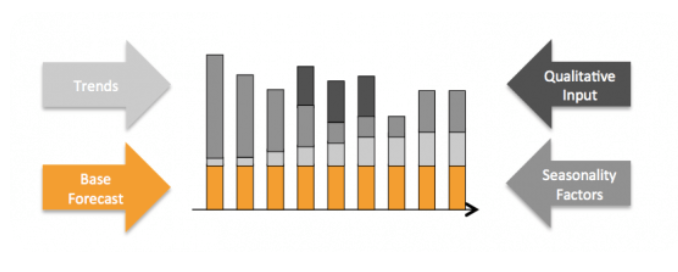 Trends
Qualitative
Input
Base
Forecast
Seasonality
Factors